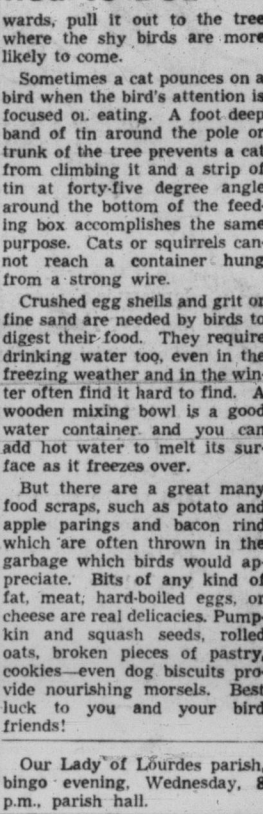 wards, pull it out to the tree
where the shy birds are more
likely to come.
Sometimes a cat pounces on a
bird when the bird's attention is
focused on eating. A foot deep
band of tin around the pole or
trunk of the tree prevents a cat
from climbing it and a strip of
tin at forty-five degree angle
around the bottom of the feed-
ing box accomplishes the same
purpose. Cats or squirrels can-
not reach a container hung
from a strong wire.
Crushed egg shells and grit or
fine sand are needed by birds to
digest their food. They require
drinking water too, even in the
freezing weather and in the win-
ter often find it hard to find. A
wooden mixing bowl is a good
water container and you can
add hot water to melt its sur-
face as it freezes over.
But there are a great many
food scraps, such as potato and
apple parings and bacon rind
which are often thrown in the
garbage which birds would ap-
preciate. Bits of any kind of
fat, meat, hard-boiled eggs, or
cheese are real delicacies. Pump-
kin and squash seeds, rolled
oats, broken pieces of pastry,
cookies—even dog biscuits pro-
vide nourishing morsels. Best
luck to you and your bird
friends!
Our Lady of Lourdes parish,
bingo evening, Wednesday, 8
p.m., parish hall.